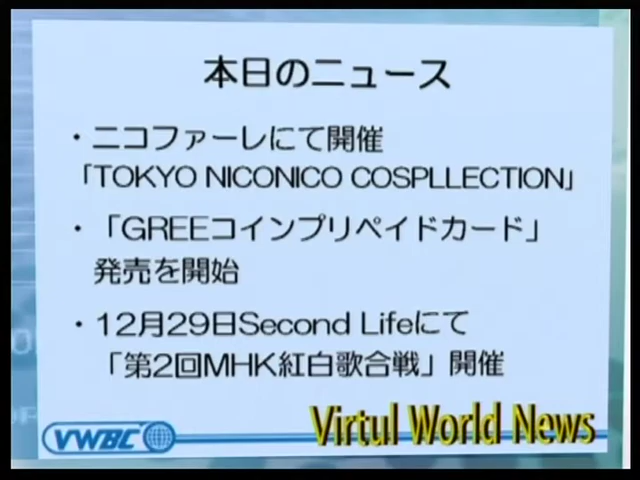 本日のニュース
・ニコファーレにて開催
「TOKYO NICONICO COSPLLECTION」
・「GREEコインプリペイドカード」
発売を開始
・12月29日Second Lifeにて
「第2回MHK紅白歌合戦」開催
VWBC
Virtul World News